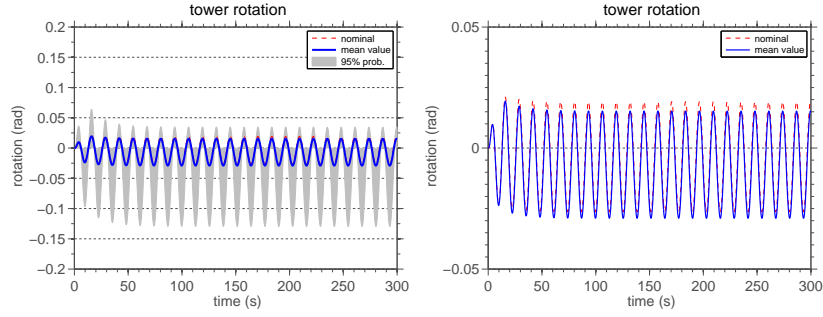 tower rotation
0.2
0.15
0.1
0.05
0
−0.05
−0.1
−0.15
−0.2
rotation (rad)
nominal
mean value
95% prob.
0 50 100 150 200 250 300
time (s)
tower rotation
0.05
0
−0.05
rotation (rad)
nominal
mean value
0 50 100 150 200 250 300
time (s)